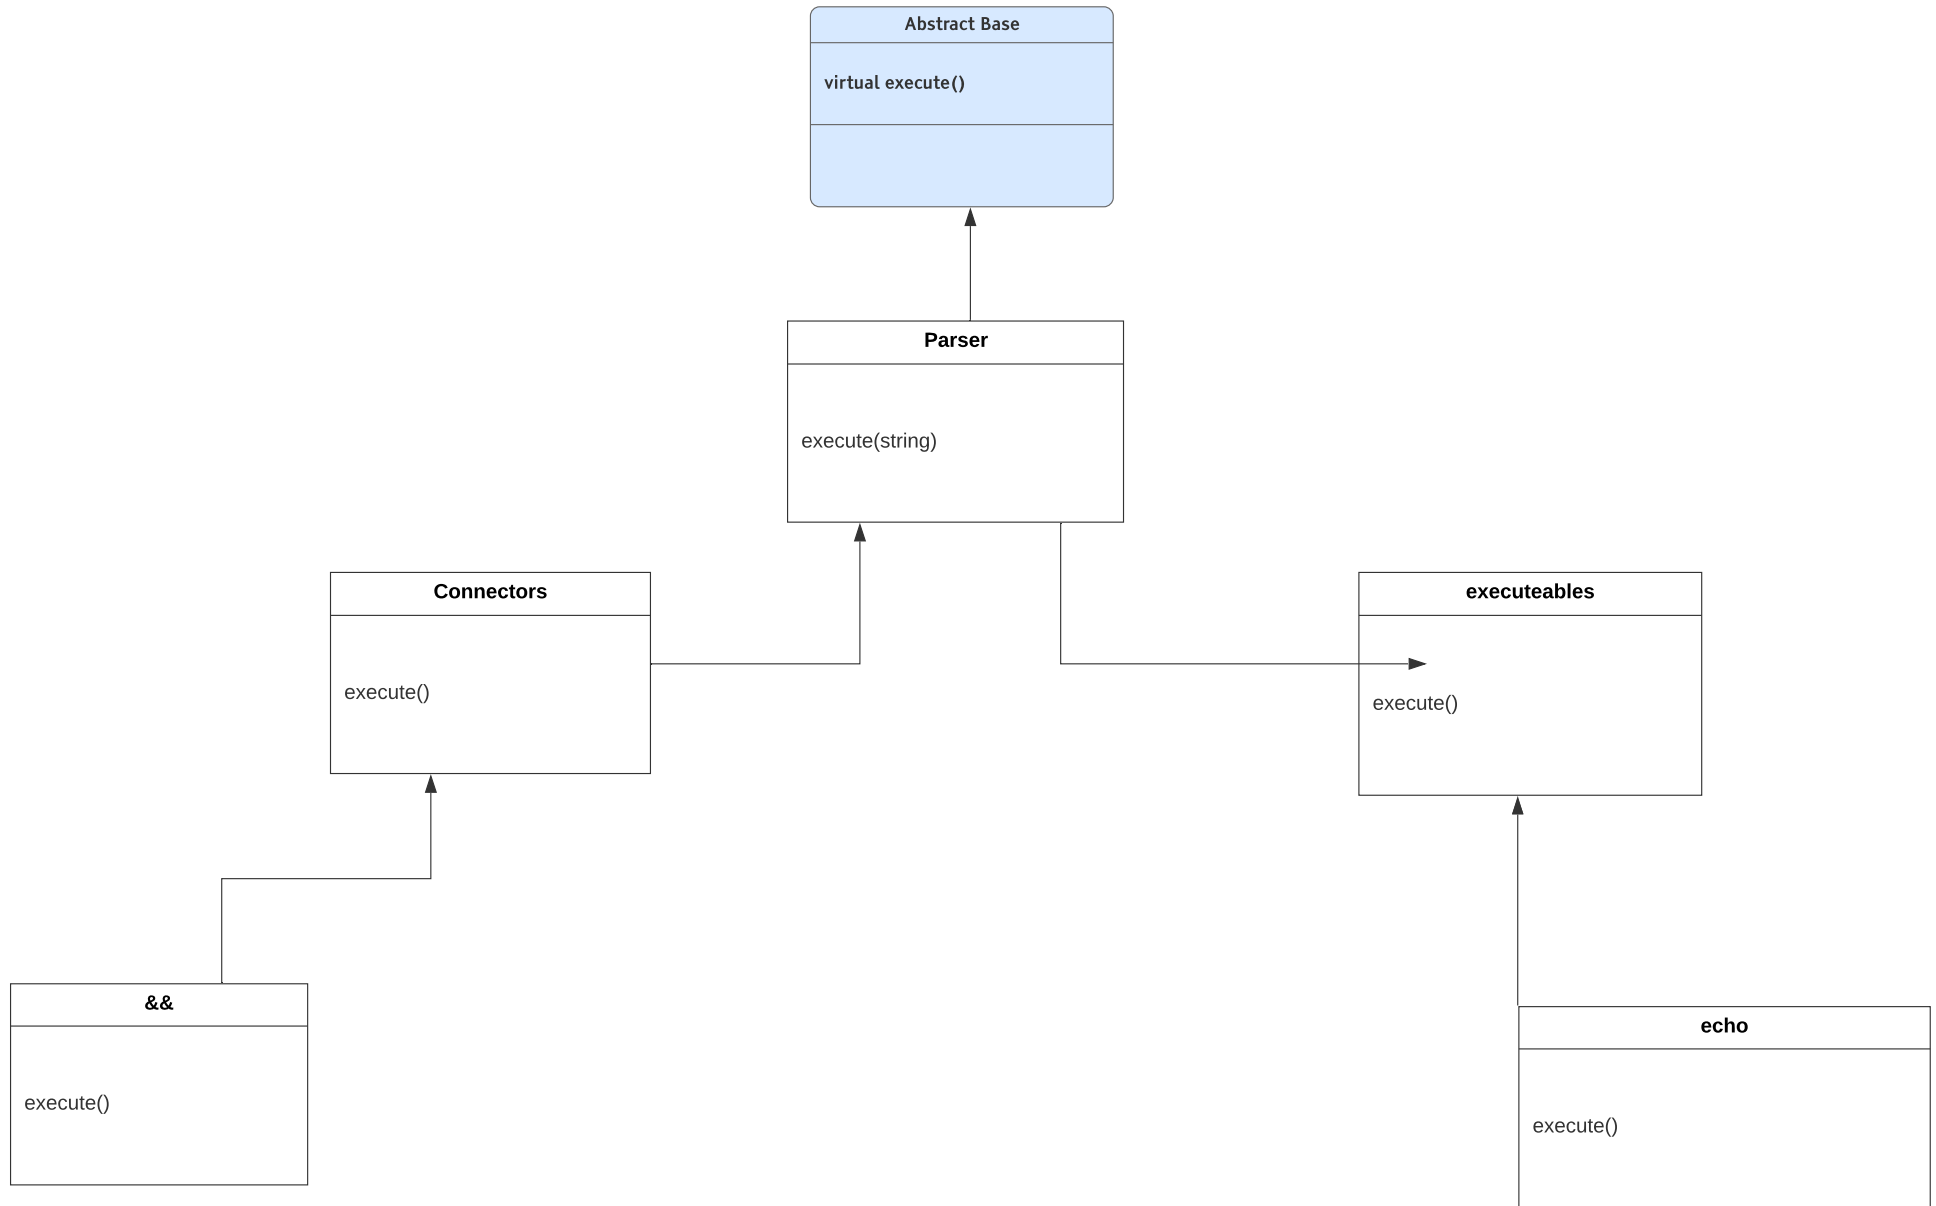 Abstract Base
virtual execute()
Parser
execute(string)
Connectors
execute()
executeables
execute()
&&
execute()
echo
execute()